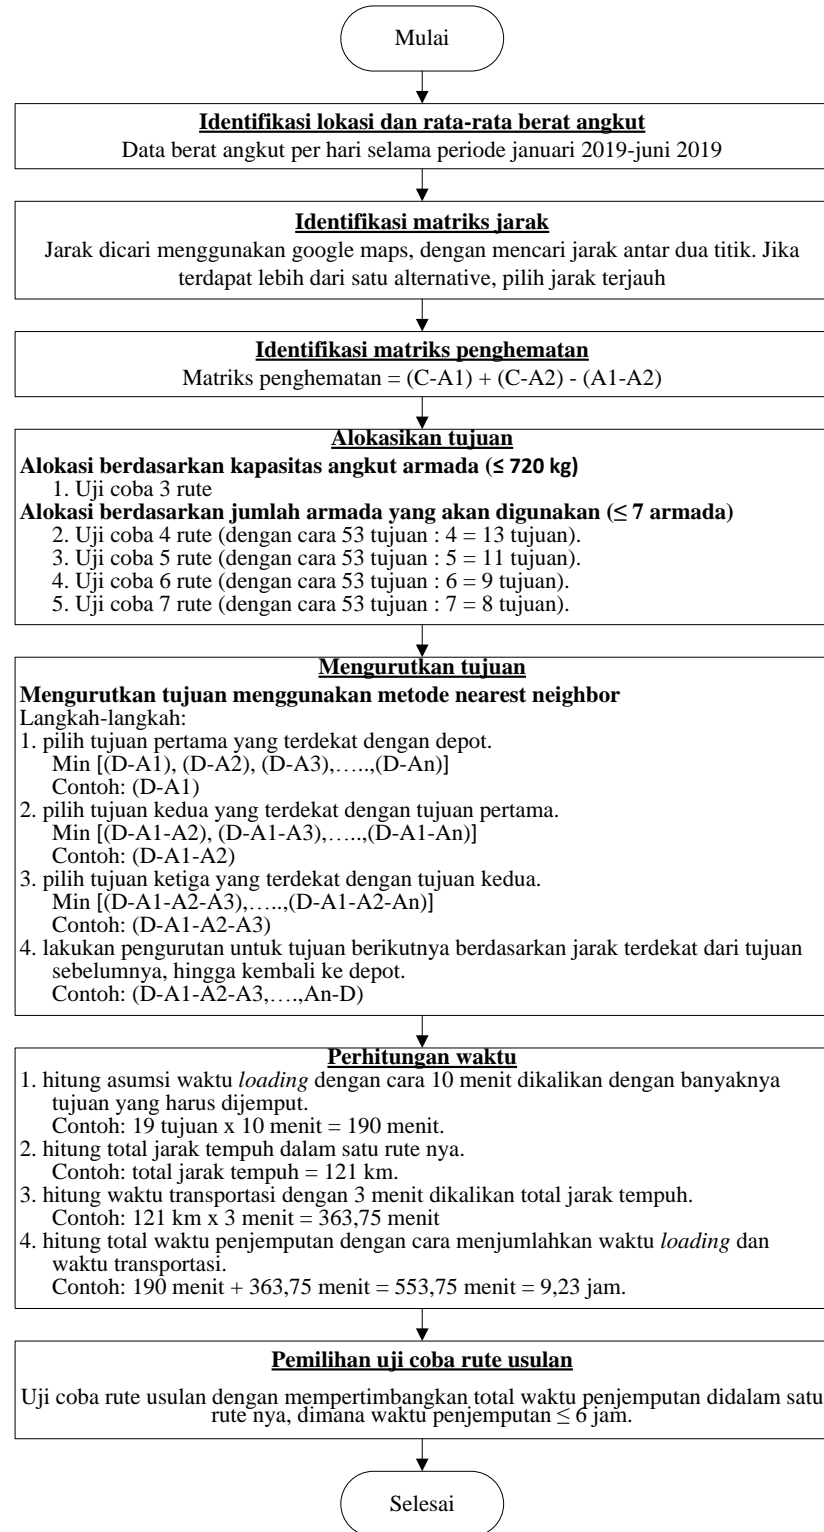 Mulai
Identifikasi lokasi dan rata-rata berat angkut
Data berat angkut per hari selama periode januari 2019-juni 2019
Identifikasi matriks jarak
Jarak dicari menggunakan google maps, dengan mencari jarak antar dua titik. Jika
terdapat lebih dari satu alternative, pilih jarak terjauh
Identifikasi matriks penghematan
Matriks penghematan = (C-A1) + (C-A2) - (A1-A2)
Alokasikan tujuan
Alokasi berdasarkan kapasitas angkut armada (≤ 720 kg)
1. Uji coba 3 rute
Alokasi berdasarkan jumlah armada yang akan digunakan (≤ 7 armada)
2. Uji coba 4 rute (dengan cara 53 tujuan : 4 = 13 tujuan).
3. Uji coba 5 rute (dengan cara 53 tujuan : 5 = 11 tujuan).
4. Uji coba 6 rute (dengan cara 53 tujuan : 6 = 9 tujuan).
5. Uji coba 7 rute (dengan cara 53 tujuan : 7 = 8 tujuan).
Mengurutkan tujuan
Mengurutkan tujuan menggunakan metode nearest neighbor
Langkah-langkah:
1. pilih tujuan pertama yang terdekat dengan depot.
Min [(D-A1), (D-A2), (D-A3),…..,(D-An)]
Contoh: (D-A1)
2. pilih tujuan kedua yang terdekat dengan tujuan pertama.
Min [(D-A1-A2), (D-A1-A3),…..,(D-A1-An)]
Contoh: (D-A1-A2)
3. pilih tujuan ketiga yang terdekat dengan tujuan kedua.
Min [(D-A1-A2-A3),…..,(D-A1-A2-An)]
Contoh: (D-A1-A2-A3)
4. lakukan pengurutan untuk tujuan berikutnya berdasarkan jarak terdekat dari tujuan
sebelumnya, hingga kembali ke depot.
Contoh: (D-A1-A2-A3,….,An-D)
Perhitungan waktu
1. hitung asumsi waktu loading dengan cara 10 menit dikalikan dengan banyaknya
tujuan yang harus dijemput.
Contoh: 19 tujuan x 10 menit = 190 menit.
2. hitung total jarak tempuh dalam satu rute nya.
Contoh: total jarak tempuh = 121 km.
3. hitung waktu transportasi dengan 3 menit dikalikan total jarak tempuh.
Contoh: 121 km x 3 menit = 363,75 menit
4. hitung total waktu penjemputan dengan cara menjumlahkan waktu loading dan
waktu transportasi.
Contoh: 190 menit + 363,75 menit = 553,75 menit = 9,23 jam.
Pemilihan uji coba rute usulan
Uji coba rute usulan dengan mempertimbangkan total waktu penjemputan didalam satu
rute nya, dimana waktu penjemputan ≤ 6 jam.
Selesai